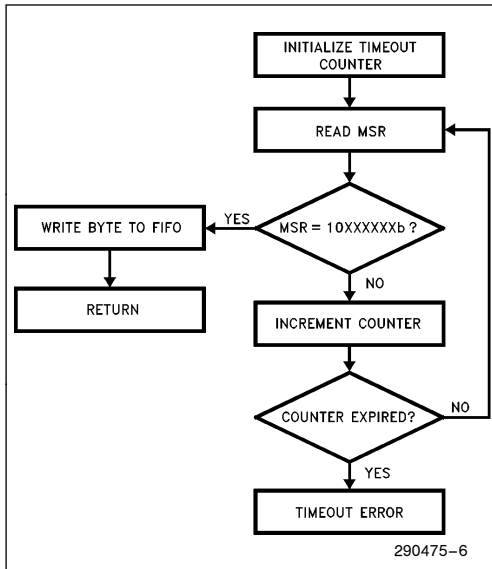 INITIALIZE TIMEOUT
COUNTER
READ MSR
MSR = 10XXXXXXb ?
YES
WRITE BYTE TO FIFO
RETURN
NO
INCREMENT COUNTER
COUNTER EXPIRED?
NO
YES
TIMEOUT ERROR
290475-6